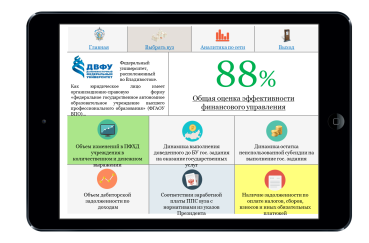 Главная
Выбрать вуз
Аналитика по сети
Выход
ДВФУ
ДАЛЬНЕВОСТОЧНЫЙ
ФЕДЕРАЛЬНЫЙ
УНИВЕРСИТЕТ
Федеральный
университет,
расположенный
во Владивостоке.
Как юридическое лицо имеет
организационно-правовую форму
«федеральное государственное автономное
образовательное учреждение высшего
профессионального образования» (ФГАОУ
ВПО)...
88%
Общая оценка эффективности
финансового управления
Объем изменений в ПФХД
учреждения в
количественном и денежном
выражении
Динамика выполнения
доведенного до БУ гос. задания
на оказание государственных
услуг
Динамика остатка
неиспользованной субсидии на
выполнение гос. задания
Объем дебиторской
задолженности по
доходам
Соответствия заработной
платы ППС вуза с
нормативами из указов
Президента
Наличие задолженности по
оплате налогов, сборов,
взносов и иных обязательных
платежей